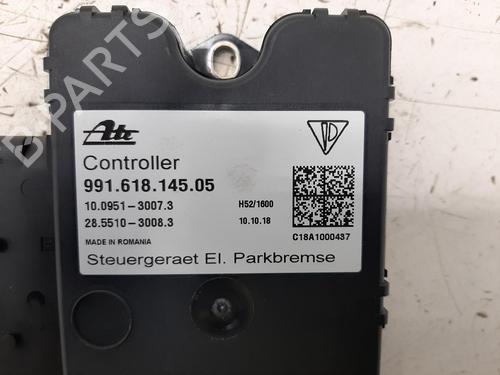 B-PARTS
Ate
Controller
991.618.145.05
10.0951-3007.3 H52/1600
28.5510-3008.3 10.10.18
MADE IN ROMANIA C18A1000437
Steuergeraet El. Parkbremse